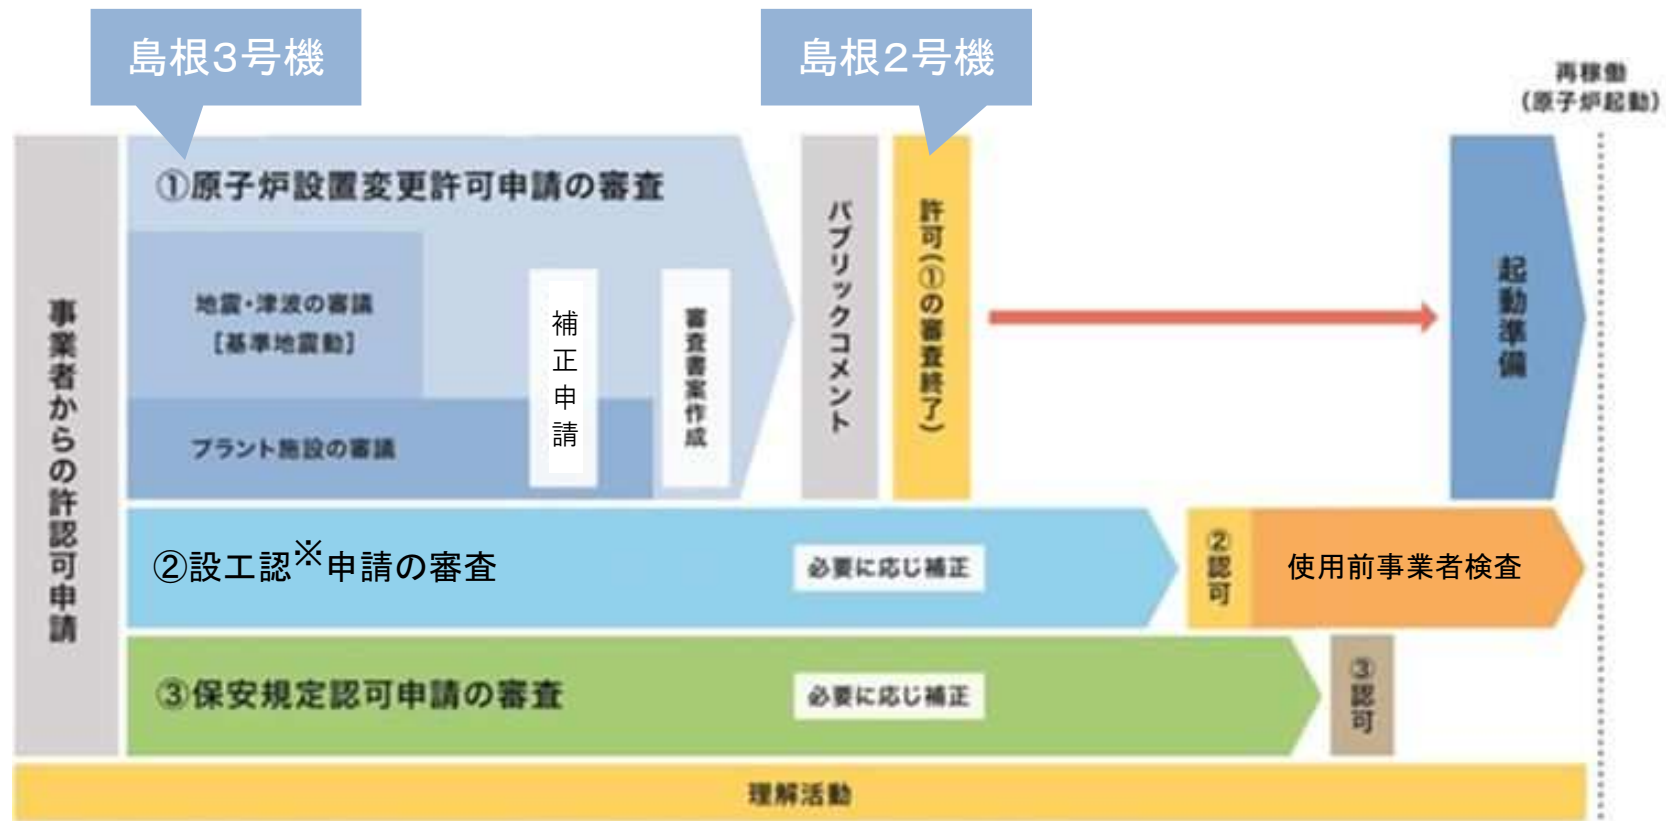 島根3号機
島根2号機
再稼働
（原子炉起動）
事業者からの許認可申請
①原子炉設置変更許可申請の審査
地震・津波の審議
［基準地震動］
プラント施設の審議
補正申請
審査書案作成
パブリックコメント
許可（①の審査終了）
起動準備
②設工認※申請の審査
必要に応じ補正
②認可
使用前事業者検査
③保安規定認可申請の審査
必要に応じ補正
③認可
理解活動